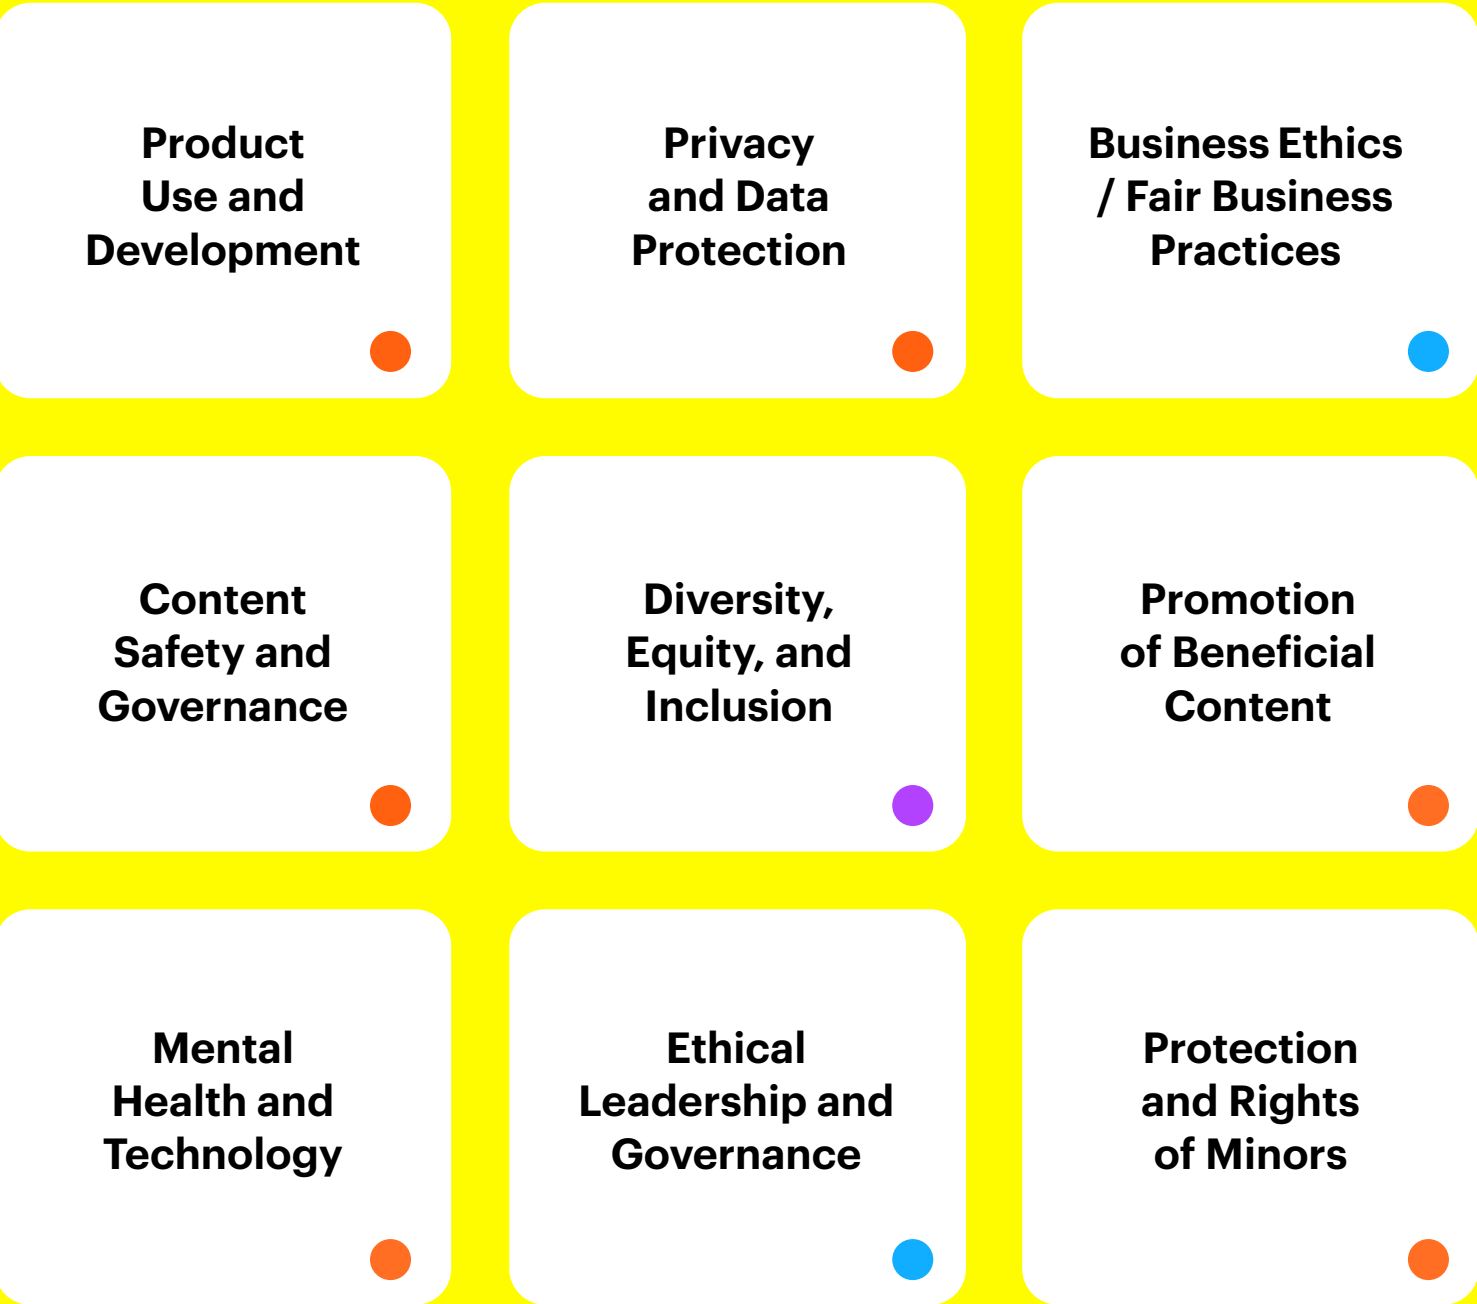 Product
Use and
Development
Privacy
and Data
Protection
Business Ethics
/ Fair Business
Practices
Content
Safety and
Governance
Diversity,
Equity, and
Inclusion
Promotion
of Beneficial
Content
Mental
Health and
Technology
Ethical
Leadership and
Governance
Protection
and Rights
of Minors